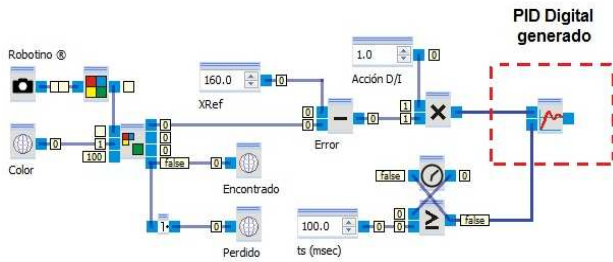 PID Digital
generado
Robotino ®
160.0
0
XRef
1.0
0
Acción D/I
Color
0
1
100
0
0
0
false
0
0
0
Error
1
1
0
Encontrado
1
0
Perdido
100.0
0
ts (msec)
false
0
0
0
false